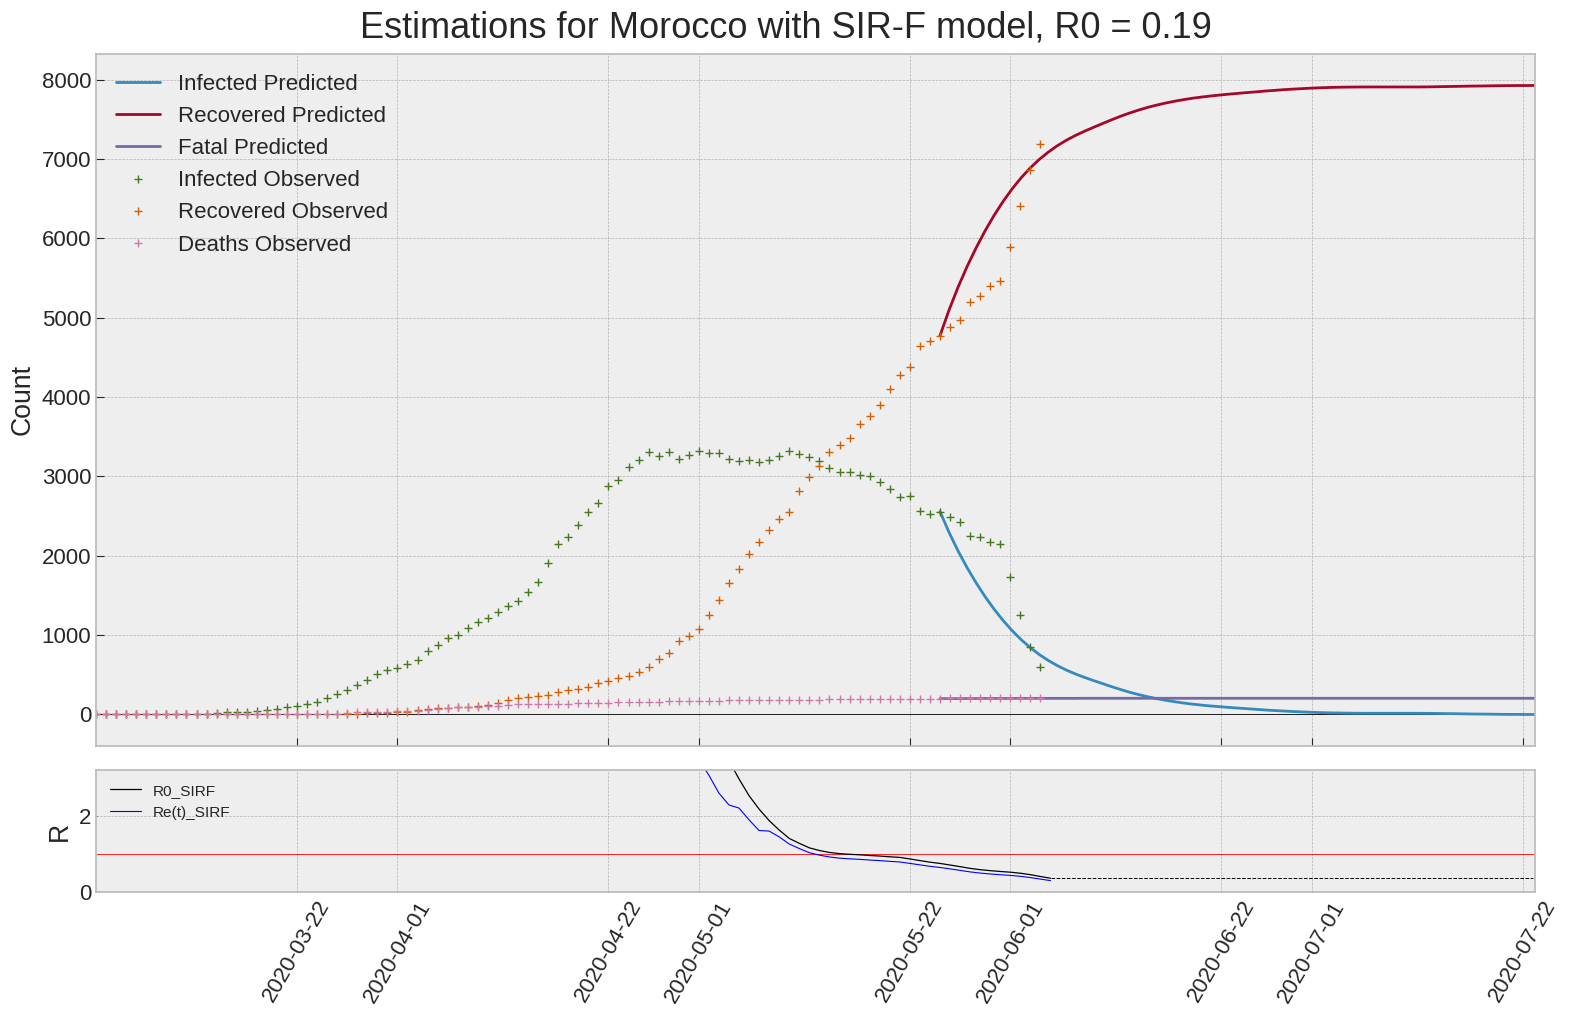 Estimations for Morocco with SIR-F model, R0 = 0.19
Count
8000
7000
6000
5000
4000
3000
2000
1000
0
Infected Predicted
Recovered Predicted
Fatal Predicted
Infected Observed
Recovered Observed
Deaths Observed
R
2
0
R0_SIRF
Re(t)_SIRF
2020-03-22
2020-04-01
2020-04-22
2020-05-01
2020-05-22
2020-06-01
2020-06-22
2020-07-01
2020-07-22